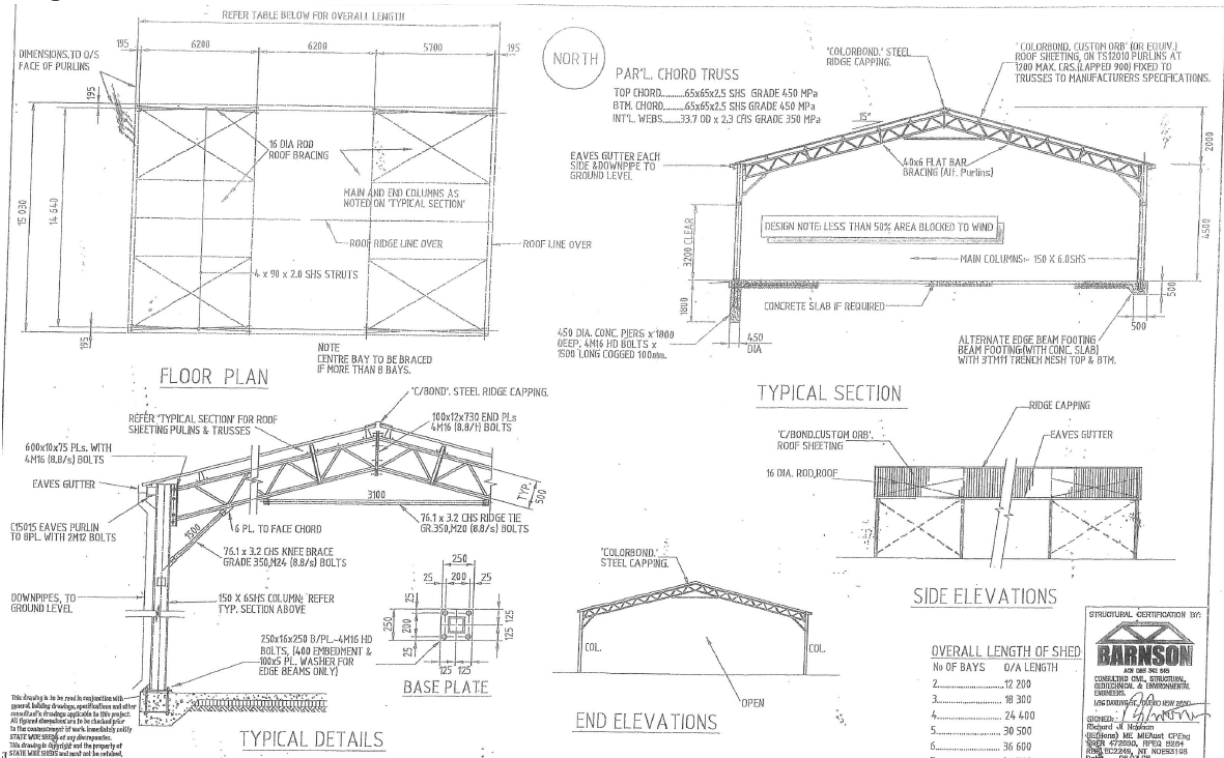 REFER TABLE BELOW FOR OVERALL LENGTH
195
6200
6200
5700
195
DIMENSIONS TO O/S
FACE OF PURLINS
195
16 DIA ROD
ROOF BRACING
MAIN AND END COLUMNS AS
NOTED ON 'TYPICAL SECTION'
15 030
14 640
ROOF RIDGE LINE OVER
ROOF LINE OVER
4 x 90 x 2.0 SHS STRUTS
195
NOTE
CENTRE BAY TO BE BRACED
IF MORE THAN 8 BAYS.
FLOOR PLAN
NORTH
PAR'L. CHORD TRUSS
TOP CHORD.........65x65x2.5 SHS GRADE 450 MPa
BTM. CHORD........65x65x2.5 SHS GRADE 450 MPa
INT'L. WEBS.......33.7 OD x 2.3 CHS GRADE 350 MPa
'COLORBOND.' STEEL
RIDGE CAPPING.
'COLORBOND. CUSTOM ORB' (OR EQUIV.)
ROOF SHEETING, ON TS12010 PURLINS AT
1200 MAX. CRS.(LAPPED 900) FIXED TO
TRUSSES TO MANUFACTURERS SPECIFICATIONS.
15°
2000
EAVES GUTTER EACH
SIDE &DOWNPIPE TO
GROUND LEVEL
40x6 FLAT BAR
BRACING (Alt. Purlins)
DESIGN NOTE: LESS THAN 50% AREA BLOCKED TO WIND
3200 CLEAR
4500
MAIN COLUMNS:- 150 X 6.0SHS
CONCRETE SLAB IF REQUIRED
1800
500
500
450 DIA. CONC. PIERS x 1800
DEEP. 4M16 HD BOLTS x
1500 LONG COGGED 100mm.
450
DIA
ALTERNATE EDGE BEAM FOOTING
BEAM FOOTING(WITH CONC. SLAB)
WITH 3TM11 TRENCH MESH TOP & BTM.
TYPICAL SECTION
'C/BOND'. STEEL RIDGE CAPPING.
REFER 'TYPICAL SECTION' FOR ROOF
SHEETING PULINS & TRUSSES
100x12x730 END PLs
4M16 (8.8/t) BOLTS
600x10x75 PLs. WITH
4M16 (8.8/s) BOLTS
EAVES GUTTER
TYP.
500
3100
C15015 EAVES PURLIN
TO 8PL. WITH 2M12 BOLTS
6 PL. TO FACE CHORD
1500
76.1 x 3.2 CHS RIDGE TIE
GR.350,M20 (8.8/s) BOLTS
76.1 x 3.2 CHS KNEE BRACE
GRADE 350,M24 (8.8/s) BOLTS
DOWNPIPES, TO
GROUND LEVEL
150 X 6SHS COLUMN; REFER
TYP. SECTION ABOVE
250x16x250 B/PL.-4M16 HD
BOLTS, (400 EMBEDMENT &
100x5 PL. WASHER FOR
EDGE BEAMS ONLY)
250
25
200
25
25
250
200
25
125
125
125
125
BASE PLATE
TYPICAL DETAILS
'COLORBOND.'
STEEL CAPPING.
COL.
COL.
OPEN
END ELEVATIONS
RIDGE CAPPING
'C/BOND.CUSTOM ORB'.
ROOF SHEETING
EAVES GUTTER
16 DIA. ROD,ROOF
SIDE ELEVATIONS
OVERALL LENGTH OF SHED
No OF BAYS O/A LENGTH
2.................... 12 200
3.................... 18 300
4.................... 24 400
5.................... 30 500
6.................... 36 600
STRUCTURAL CERTIFICATION BY:
BARNSON
CONSULTING CIVIL, STRUCTURAL,
GEOTECHNICAL, & ENVIRONMENTAL
ENGINEERS.
SIGNED:
This drawing is to be read in conjunction with
general building drawings, specifications and other
consultant's drawings applicable to this project.
All figured dimensions are to be checked prior
to the commencement of work. Immediately notify
STATE WIDE SHEDS of any discrepancies.
This drawing is copyright and the property of
STATE WIDE SHEDS and must not be retained,